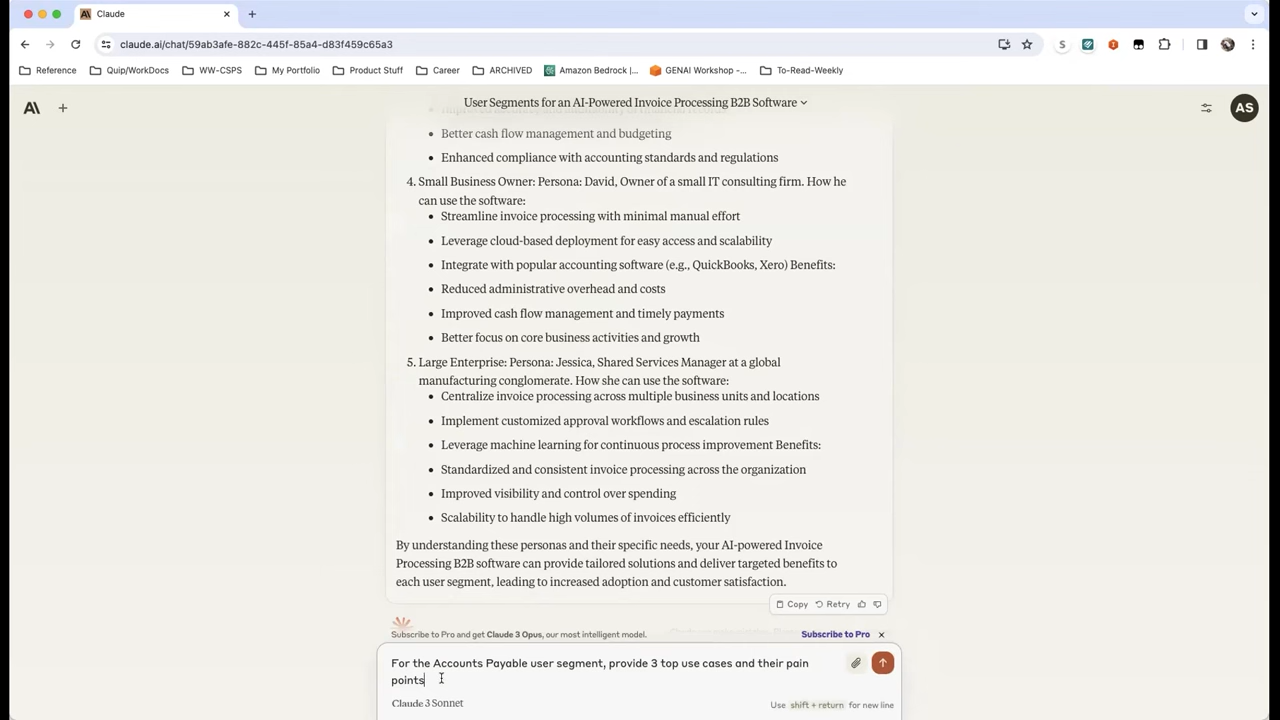 Claude
claude.ai/chat/59ab3afe-882c-445f-85a4-d83f459c65a3
S
Reference
Quip/WorkDocs
WW-CSPS
My Portfolio
Product Stuff
Career
ARCHIVED
Amazon Bedrock |...
GENAI Workshop –...
To-Read-Weekly
User Segments for an AI-Powered Invoice Processing B2B Software
AS
• Better cash flow management and budgeting
• Enhanced compliance with accounting standards and regulations
4. Small Business Owner: Persona: David, Owner of a small IT consulting firm. How he
can use the software:
• Streamline invoice processing with minimal manual effort
• Leverage cloud-based deployment for easy access and scalability
• Integrate with popular accounting software (e.g., QuickBooks, Xero) Benefits:
• Reduced administrative overhead and costs
• Improved cash flow management and timely payments
• Better focus on core business activities and growth
5. Large Enterprise: Persona: Jessica, Shared Services Manager at a global
manufacturing conglomerate. How she can use the software:
• Centralize invoice processing across multiple business units and locations
• Implement customized approval workflows and escalation rules
• Leverage machine learning for continuous process improvement Benefits:
• Standardized and consistent invoice processing across the organization
• Improved visibility and control over spending
• Scalability to handle high volumes of invoices efficiently
By understanding these personas and their specific needs, your AI-powered Invoice
Processing B2B software can provide tailored solutions and deliver targeted benefits to
each user segment, leading to increased adoption and customer satisfaction.
Copy
Retry
Subscribe to Pro and get Claude 3 Opus, our most intelligent model.
Subscribe to Pro
For the Accounts Payable user segment, provide 3 top use cases and their pain
points
Claude 3 Sonnet
Use shift + return for new line